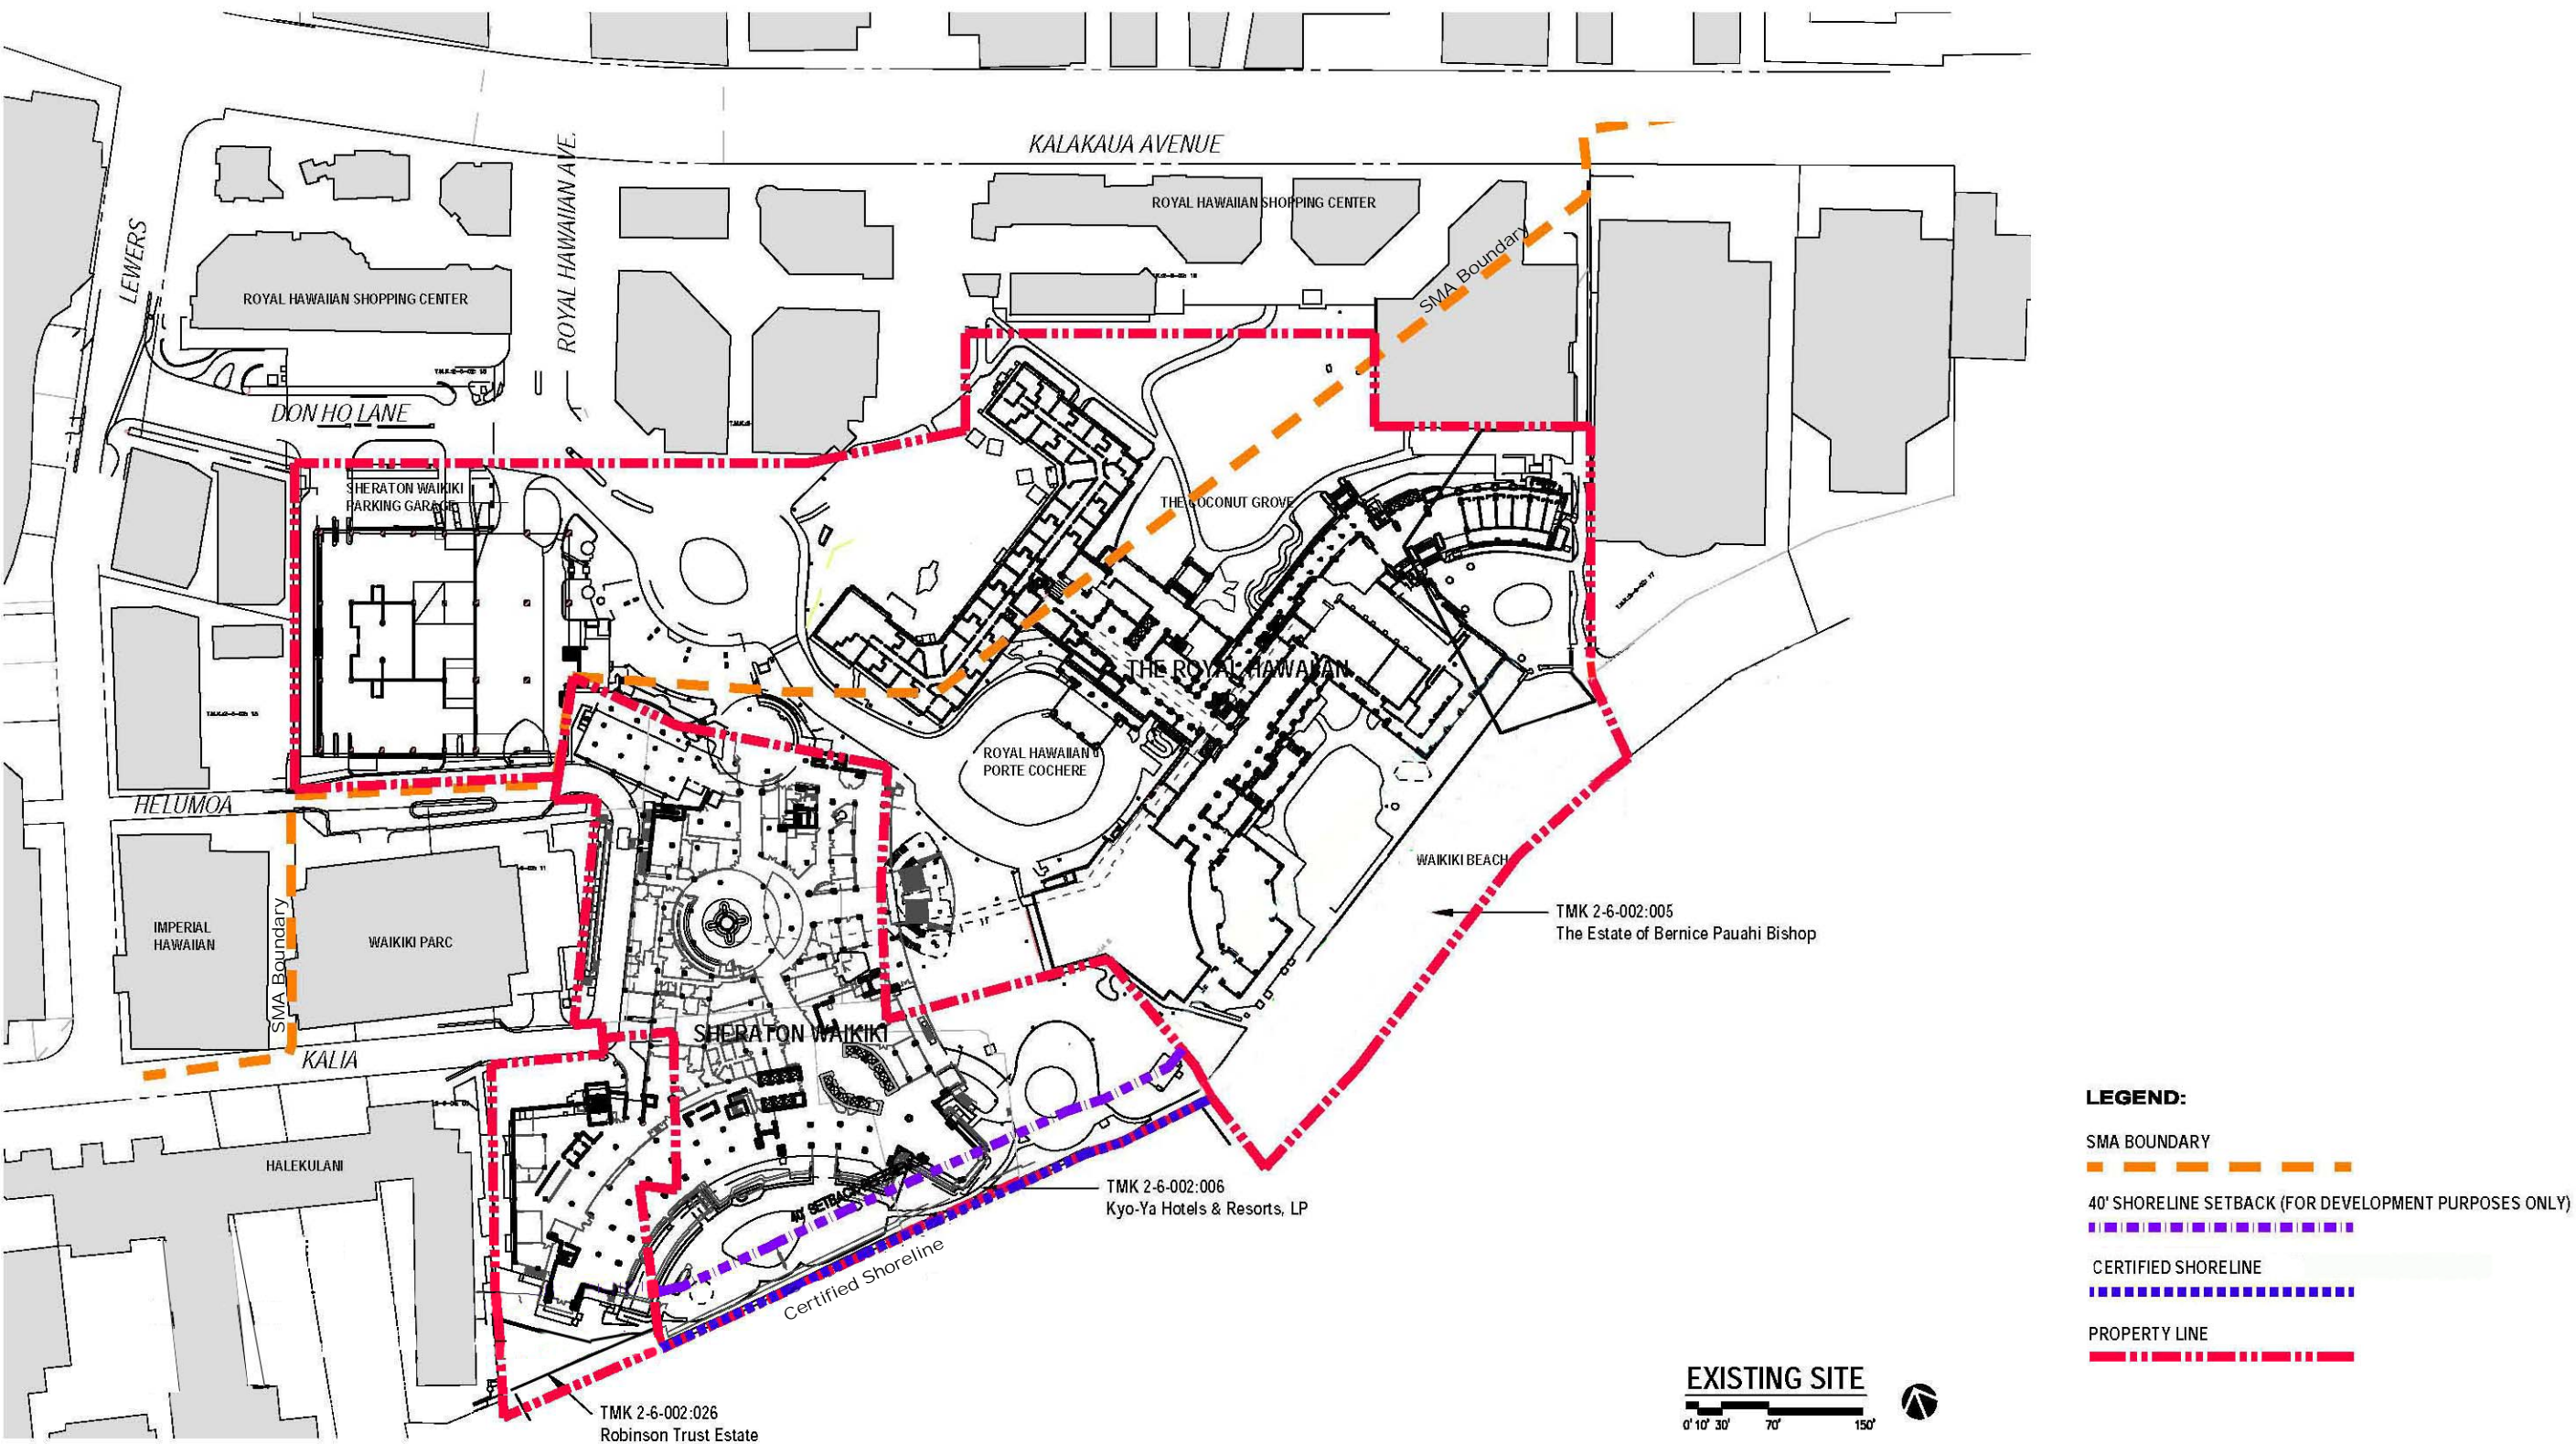 KALAKAUA AVENUE
ROYAL HAWAIIAN AVE.
LEWERS
ROYAL HAWAIIAN SHOPPING CENTER
SMA Boundary
ROYAL HAWAIIAN SHOPPING CENTER
DON HO LANE
SHERATON WAIKIKI
PARKING GARAGE
THE COCONUT GROVE
THE ROYAL HAWAIIAN
ROYAL HAWAIIAN
PORTE COCHERE
HELUMOA
WAIKIKI BEACH
IMPERIAL
HAWAIIAN
SMA Boundary
WAIKIKI PARC
TMK 2-6-002:005
The Estate of Bernice Pauahi Bishop
SHERATON WAIKIKI
KALIA
HALEKULANI
40' SETBACK
TMK 2-6-002:006
Kyo-Ya Hotels & Resorts, LP
Certified Shoreline
TMK 2-6-002:026
Robinson Trust Estate
EXISTING SITE
0' 10' 30' 70' 150'
LEGEND:
SMA BOUNDARY
40' SHORELINE SETBACK (FOR DEVELOPMENT PURPOSES ONLY)
CERTIFIED SHORELINE
PROPERTY LINE